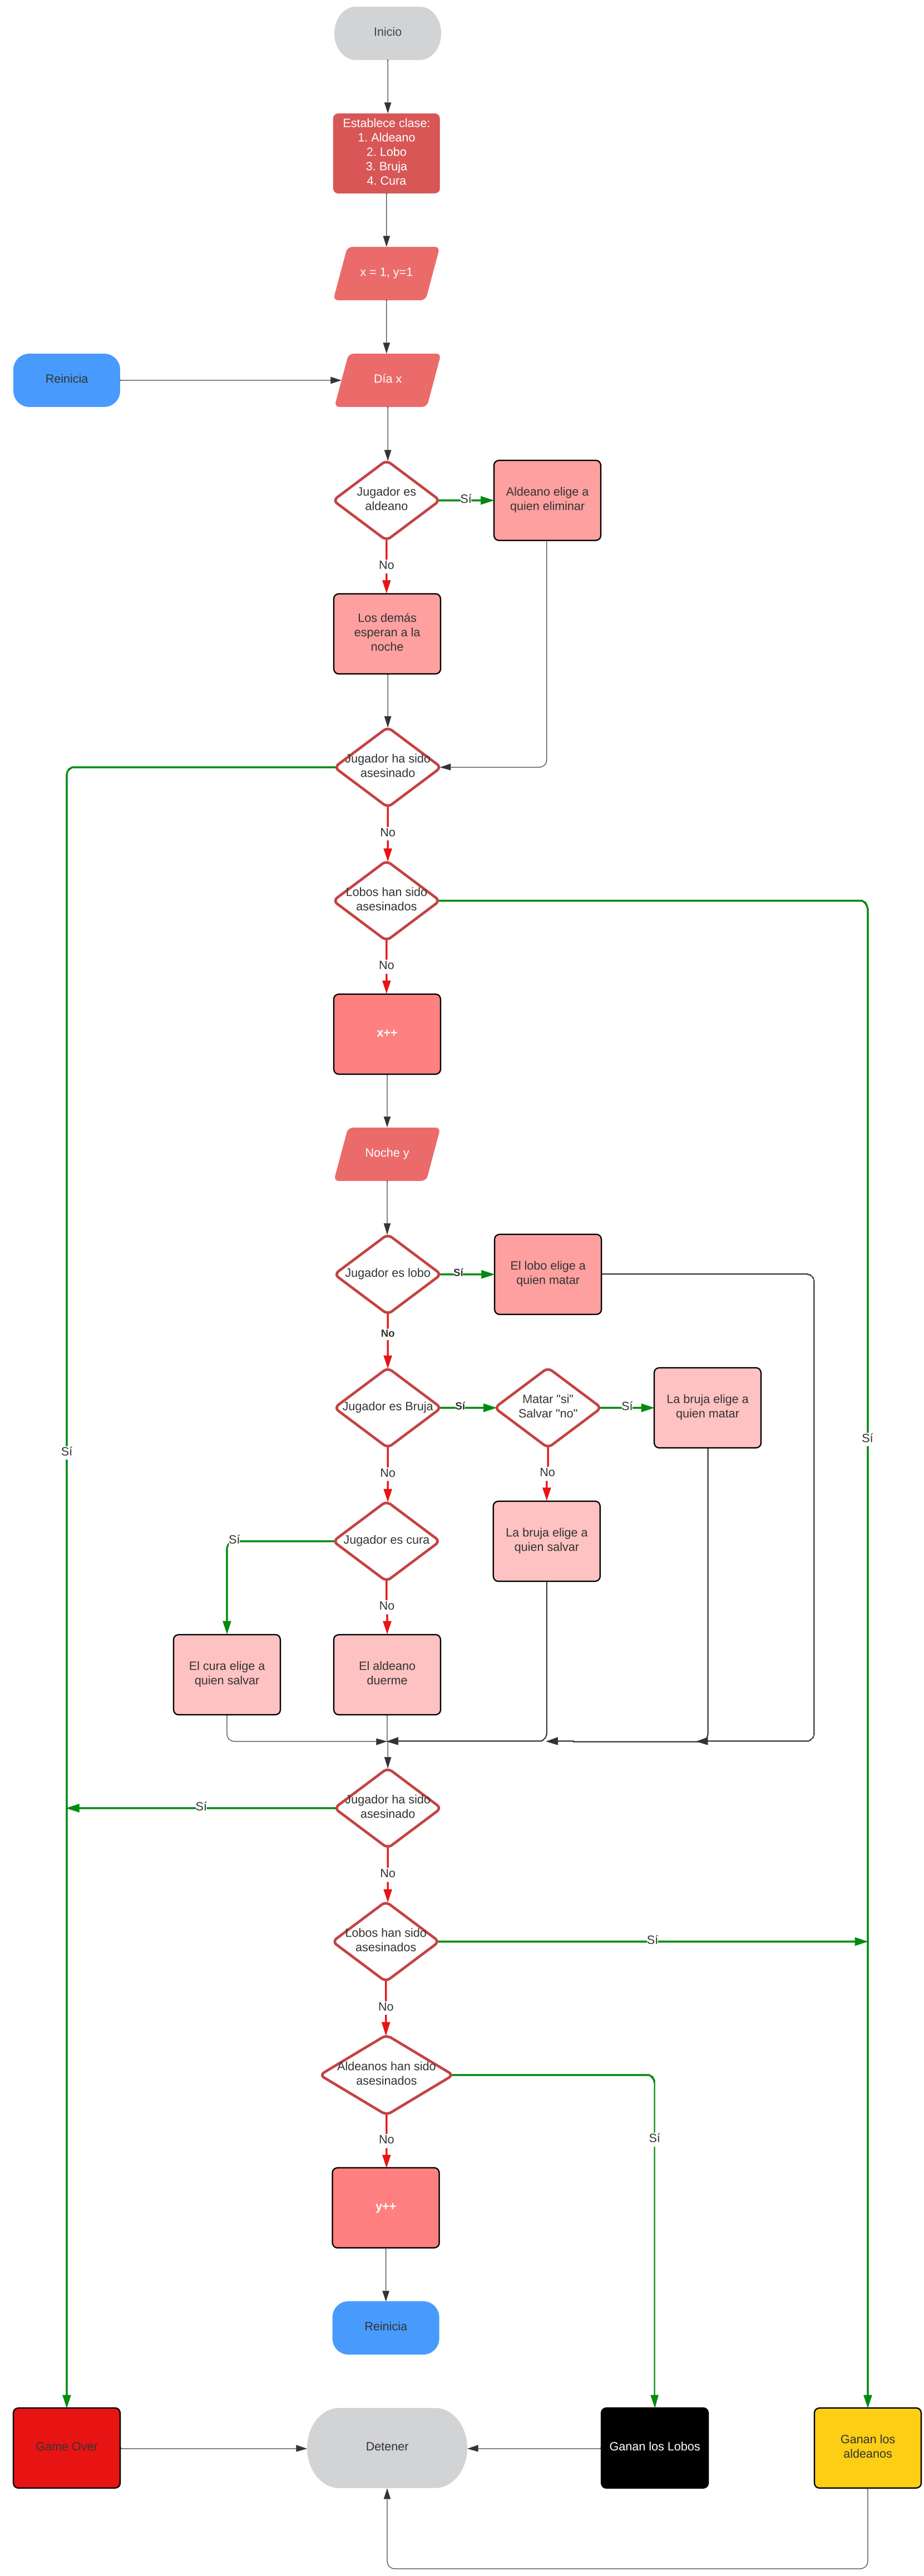 Inicio
Establece clase:
1. Aldeano
2. Lobo
3. Bruja
4. Cura
x = 1, y=1
Reinicia
Día x
Jugador es
aldeano
Sí
Aldeano elige a
quien eliminar
No
Los demás
esperan a la
noche
Jugador ha sido
asesinado
No
Lobos han sido
asesinados
No
x++
Noche y
Jugador es lobo
Sí
El lobo elige a
quien matar
No
Jugador es Bruja
Sí
Matar "si"
Salvar "no"
Sí
La bruja elige a
quien matar
Sí
Sí
No
No
Jugador es cura
Sí
La bruja elige a
quien salvar
No
El cura elige a
quien salvar
El aldeano
duerme
Jugador ha sido
asesinado
Sí
No
Lobos han sido
asesinados
Sí
No
Aldeanos han sido
asesinados
Sí
No
y++
Reinicia
Game Over
Detener
Ganan los Lobos
Ganan los
aldeanos